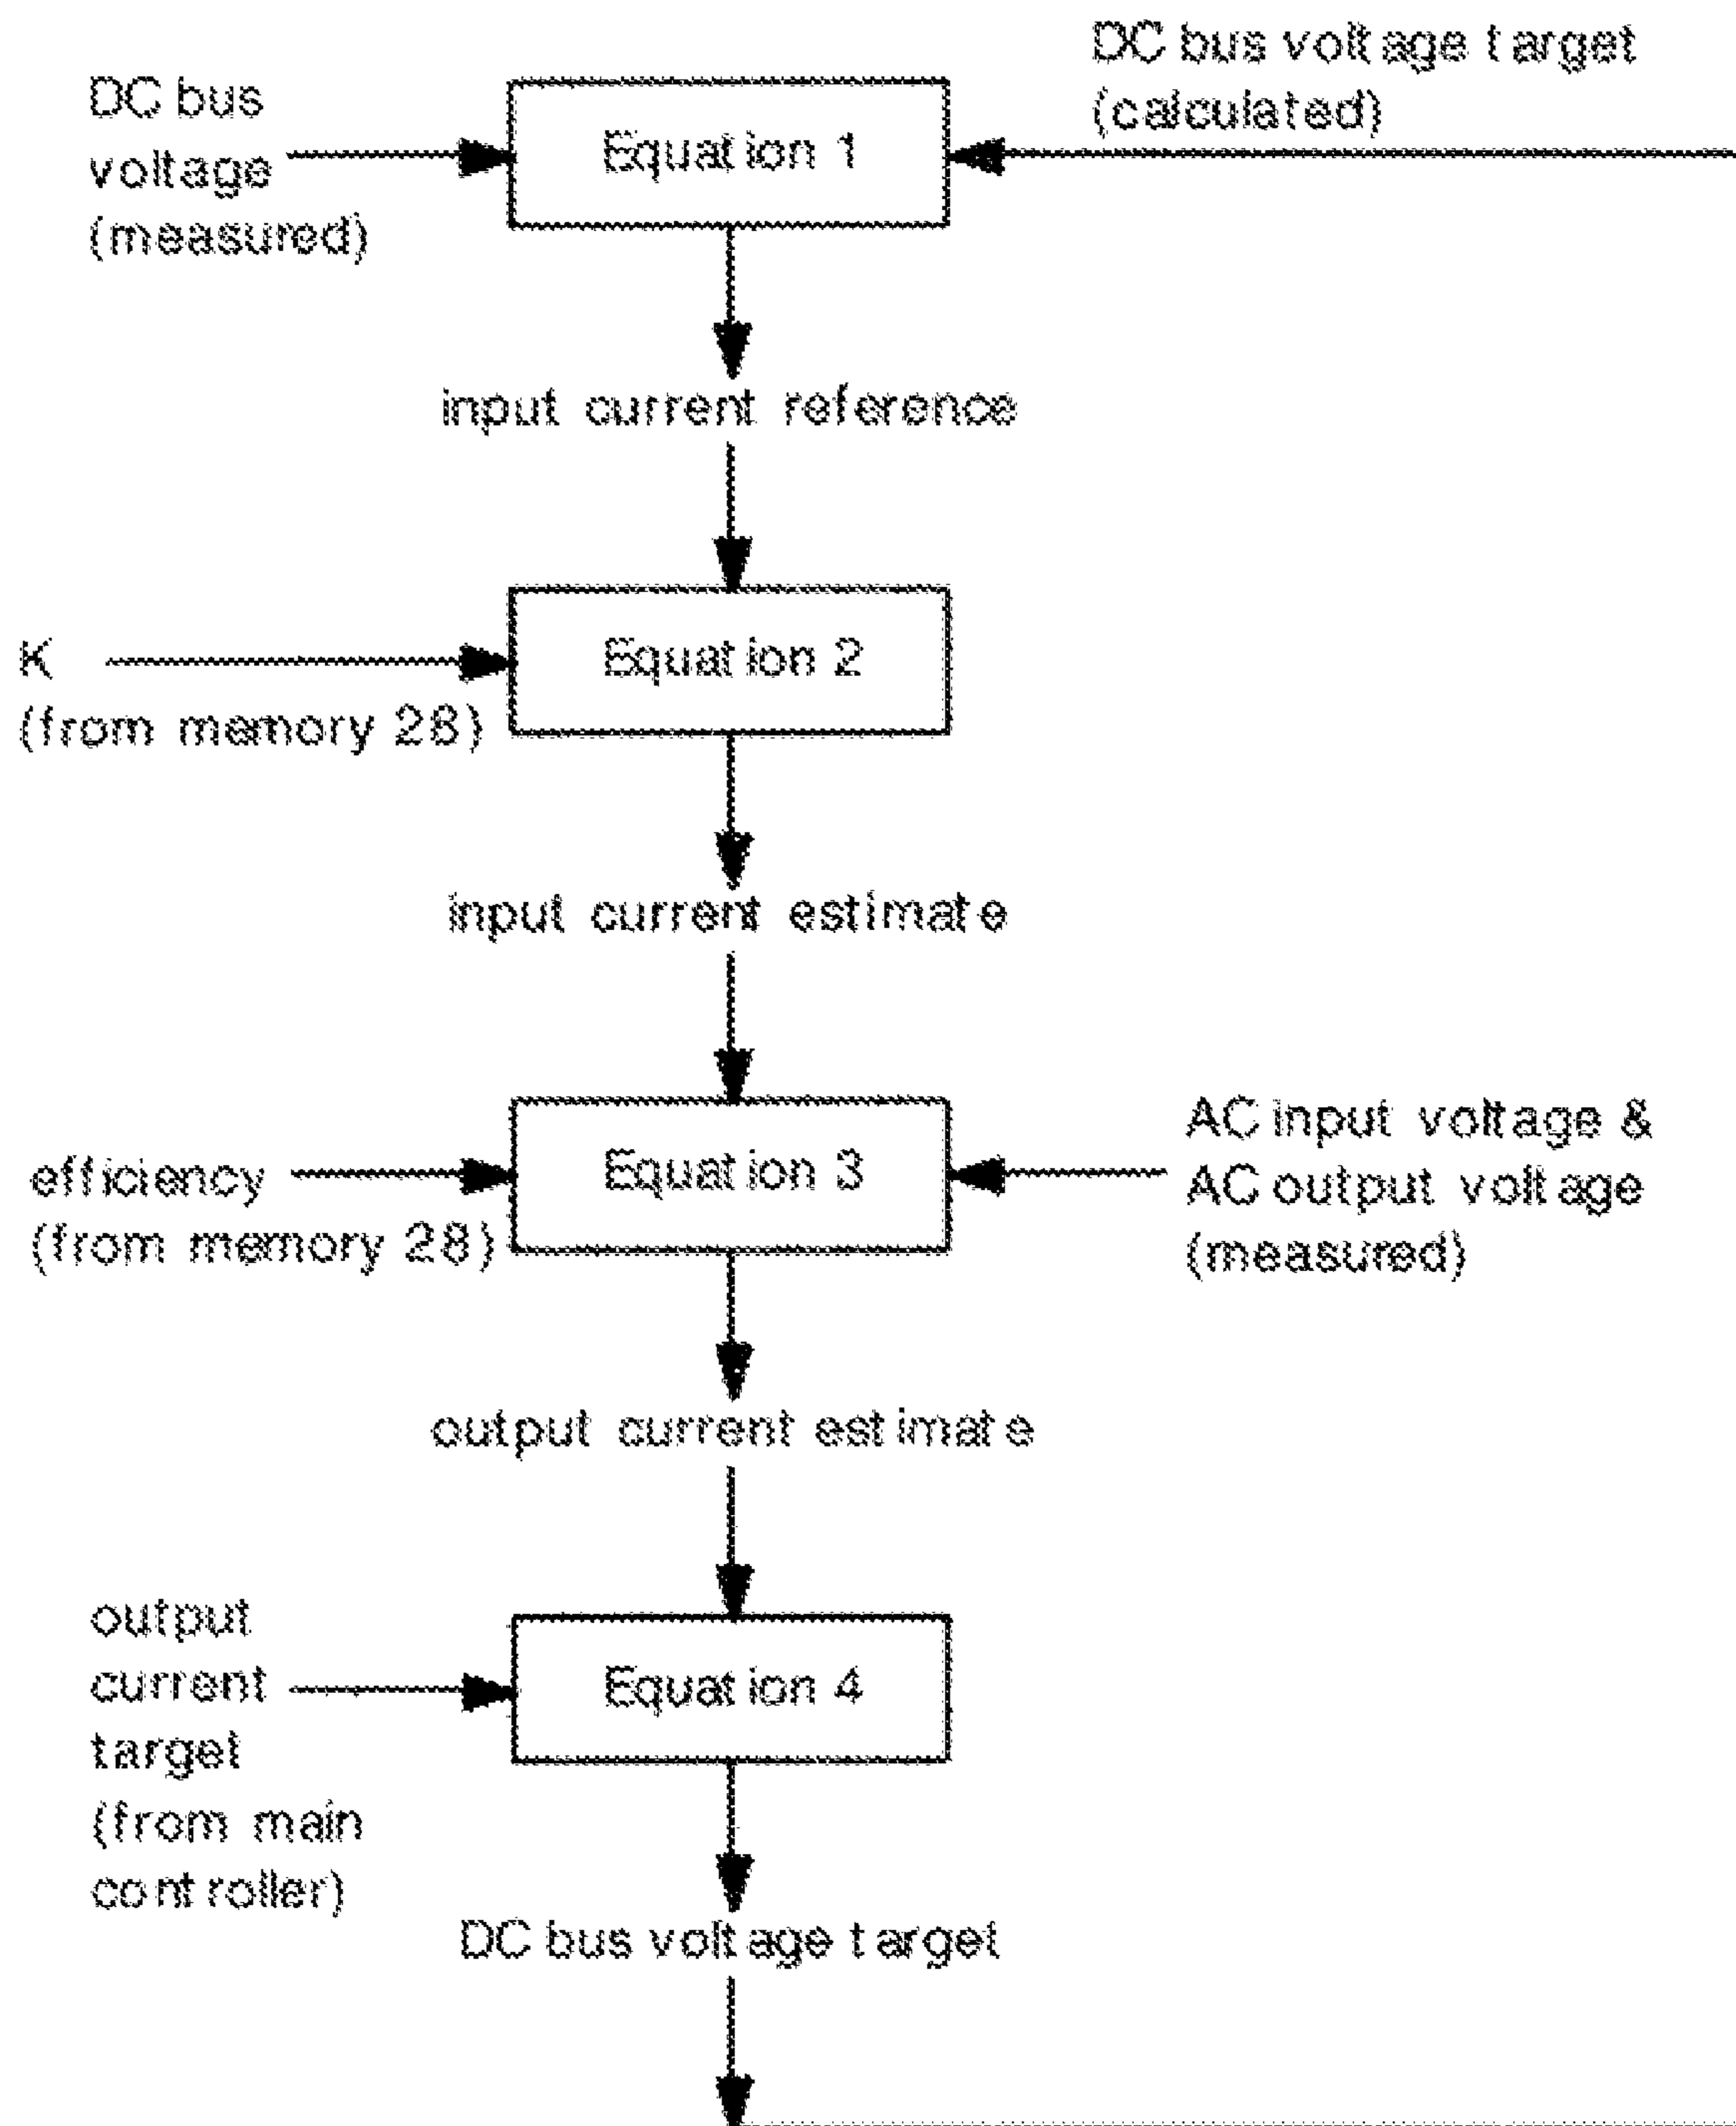 DC bus voltage target
(calculated)
DC bus
voltage
(measured)
Equation 1
input current reference
K
(from memory 28)
Equation 2
input current estimate
efficiency
(from memory 28)
Equation 3
AC input voltage &
AC output voltage
(measured)
output current estimate
output
current
target
(from main
controller)
Equation 4
DC bus voltage target